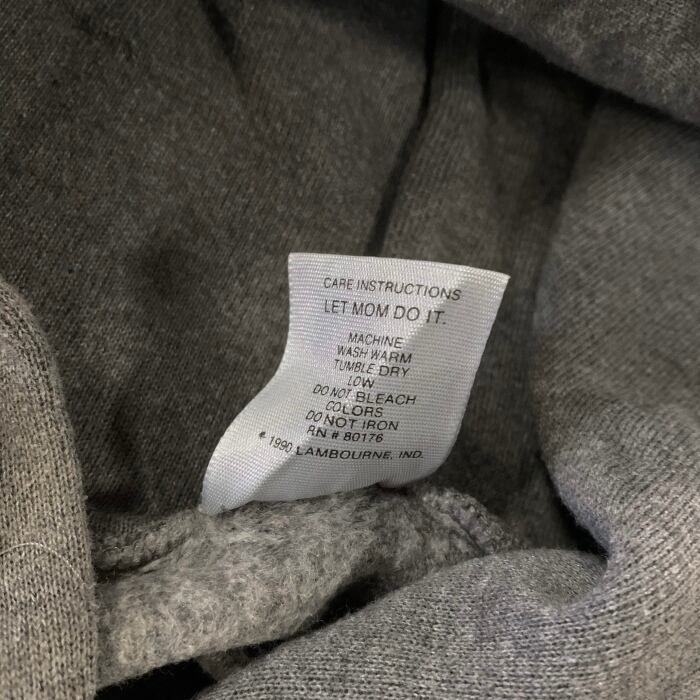 CARE INSTRUCTIONS
LET MOM DO IT.
MACHINE
WASH WARM
TUMBLE DRY
LOW
DO NOT BLEACH
COLORS
DO NOT IRON
RN # 80176
© 1990 LAMBOURNE, IND.